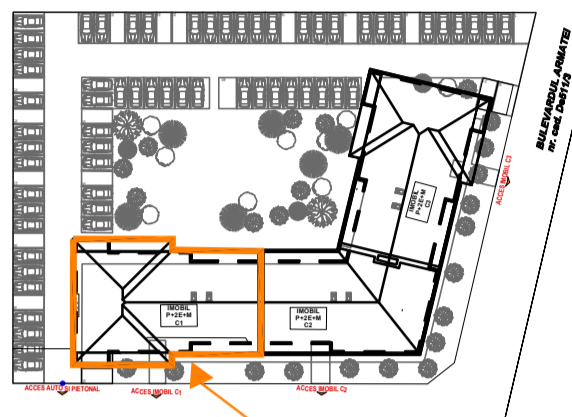 BULEVARDUL ARMATEI
nr. cad. De611/3
ACCES IMOBIL C3
IMOBIL
P+2E+M
C3
IMOBIL
P+2E+M
C1
IMOBIL
P+2E+M
C2
ACCES AUTO SI PIETONAL
ACCES IMOBIL C1
ACCES IMOBIL C2